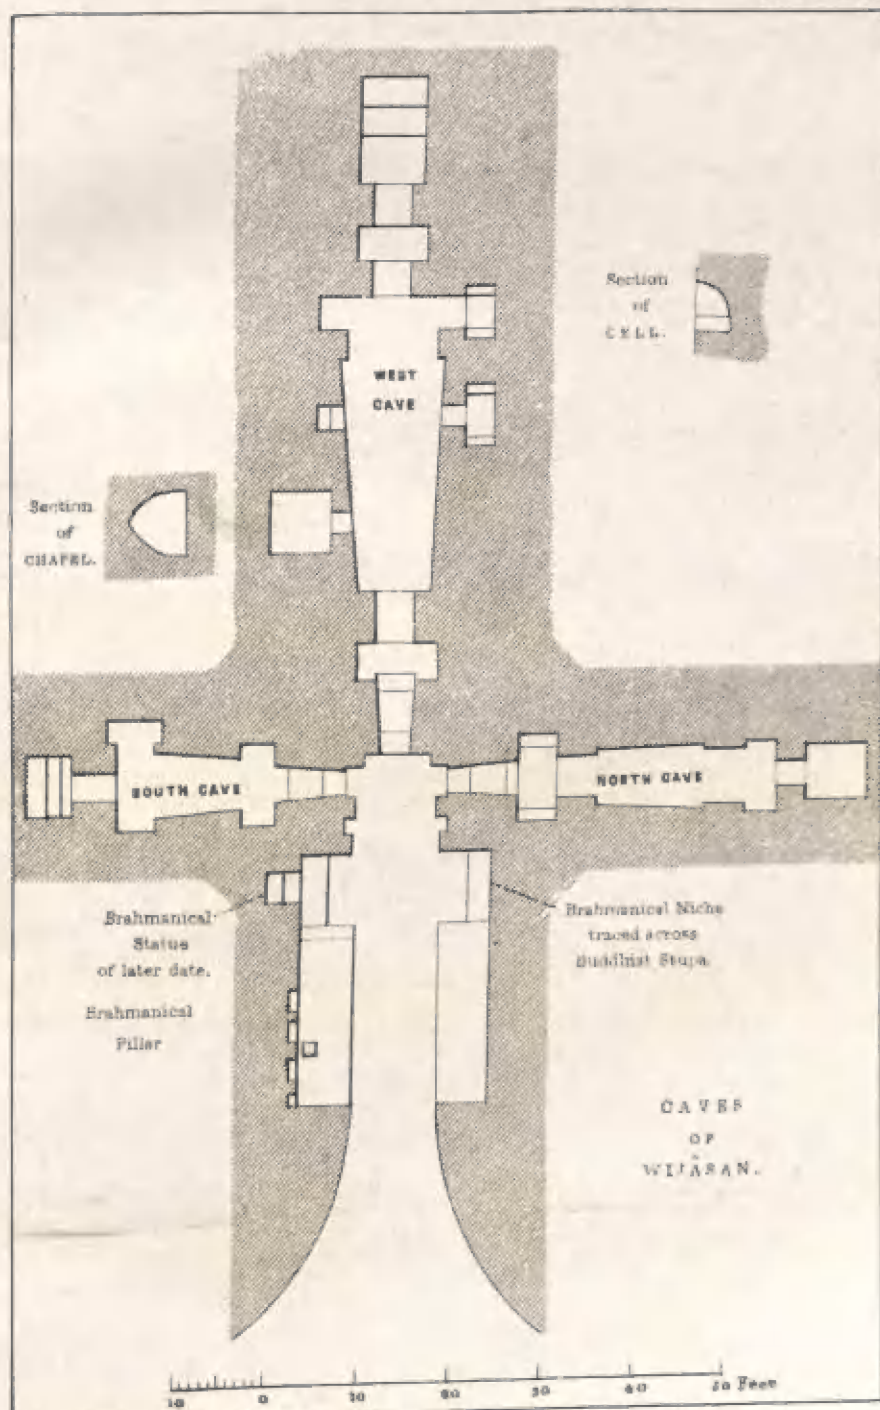 Section
of
CELL.
WEST
CAVE
Section
of
CHAPEL.
SOUTH CAVE
NORTH CAVE
Brahmanical
Statue
of later date.
Brahmanical Niche
traced across
Buddhist Stupa.
Brahmanical
Pillar
CAVES
OF
WIJÂSAN.
10 0 10 20 30 40 50 Feet